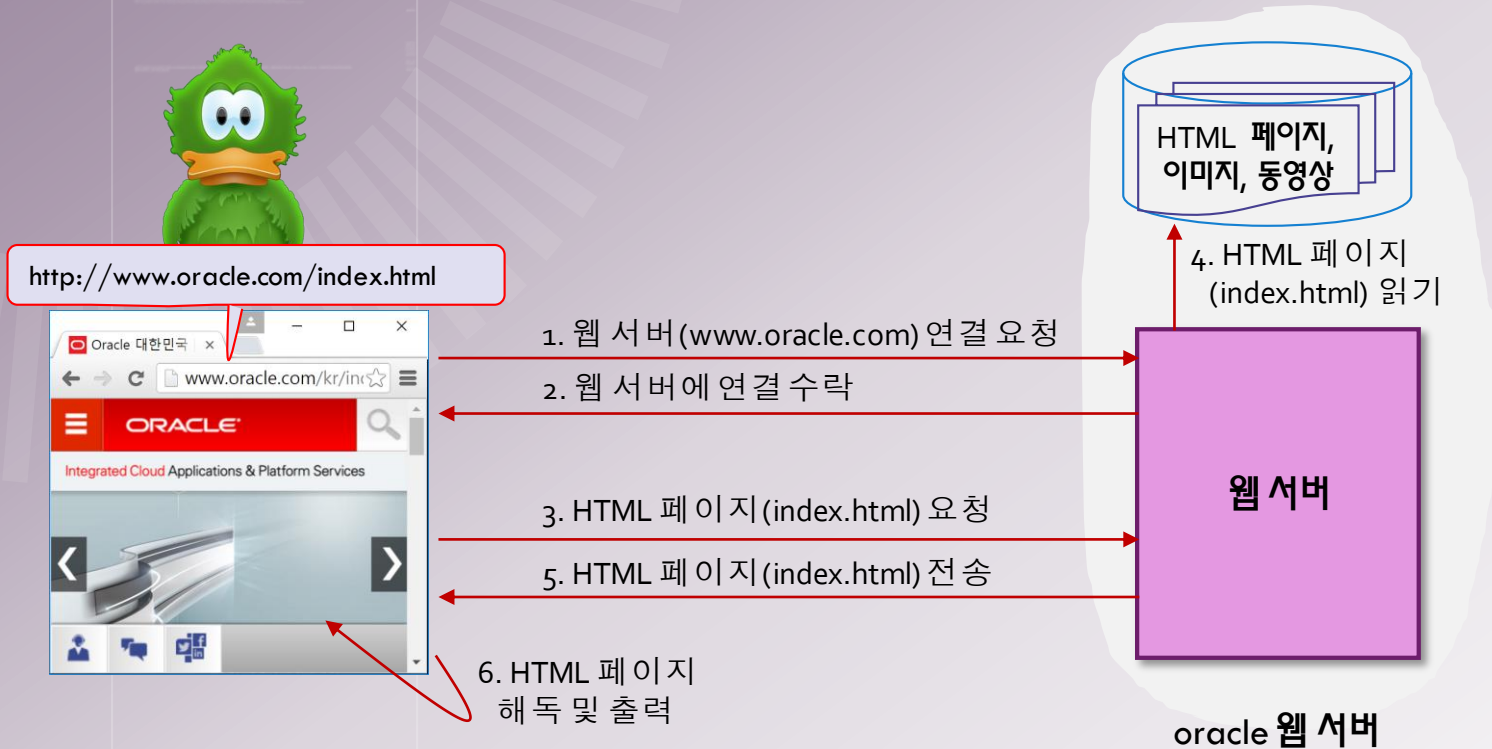 http://www.oracle.com/index.html
Oracle 대한민국
www.oracle.com/kr/in
ORACLE
Integrated Cloud Applications & Platform Services
1. 웹 서버(www.oracle.com) 연결 요청
2. 웹 서버에 연결 수락
3. HTML 페이지(index.html) 요청
5. HTML 페이지(index.html) 전송
6. HTML 페이지
해독 및 출력
HTML 페이지,
이미지, 동영상
4. HTML 페이지
(index.html) 읽기
웹 서버
oracle 웹 서버